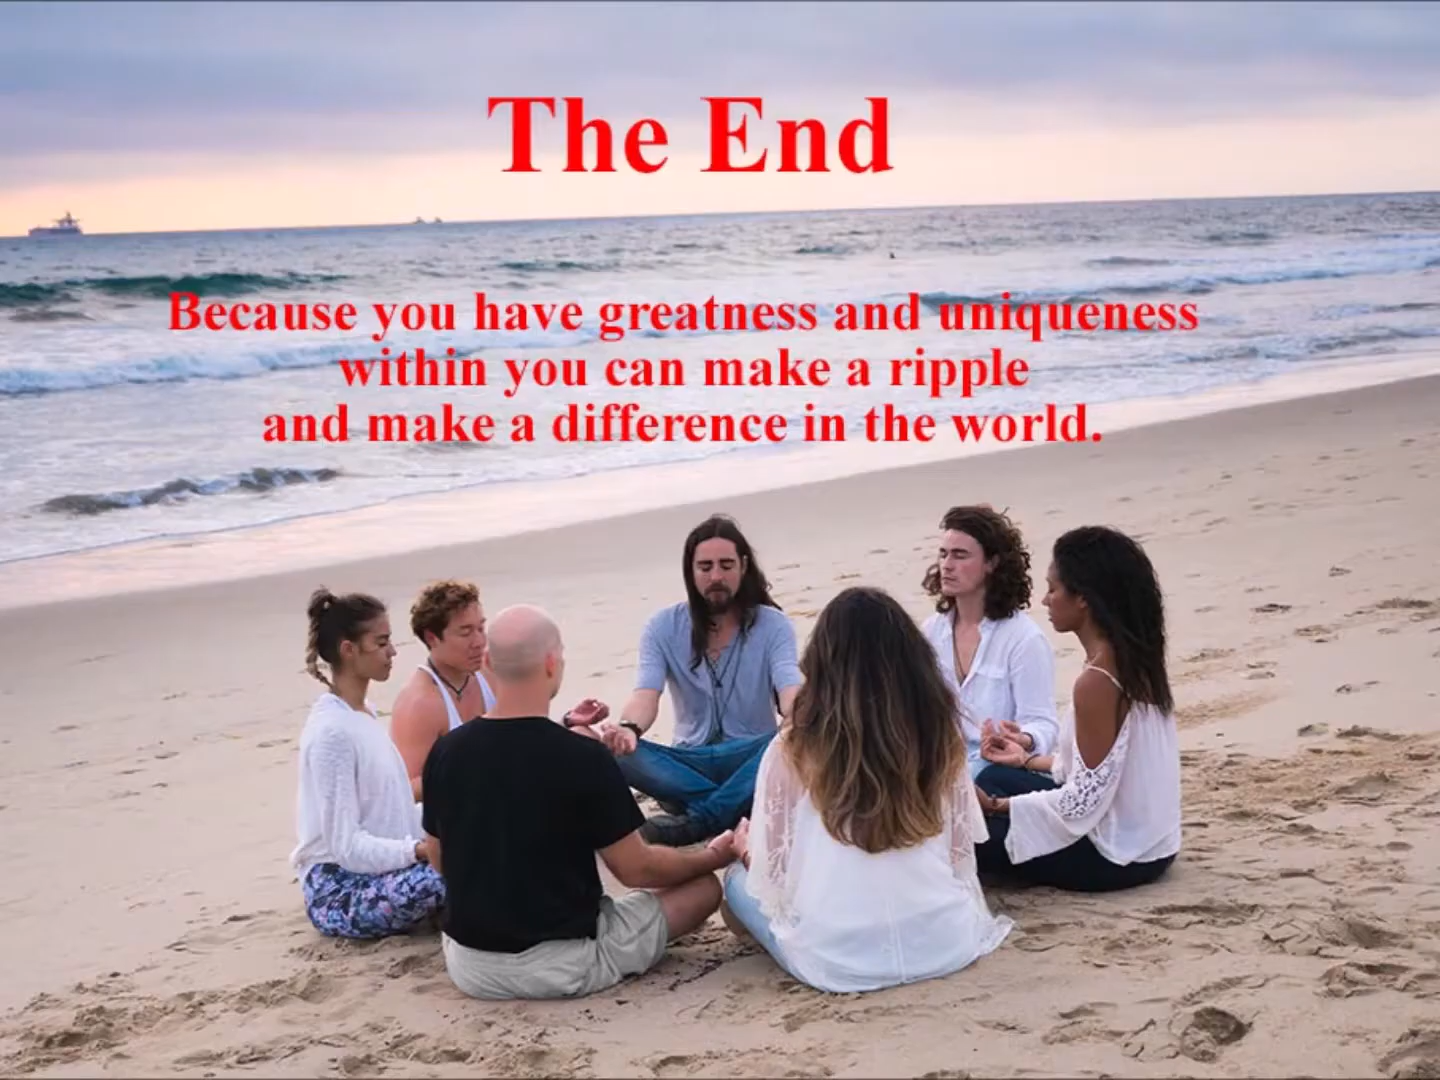 The End
Because you have greatness and uniqueness
within you can make a ripple
and make a difference in the world.